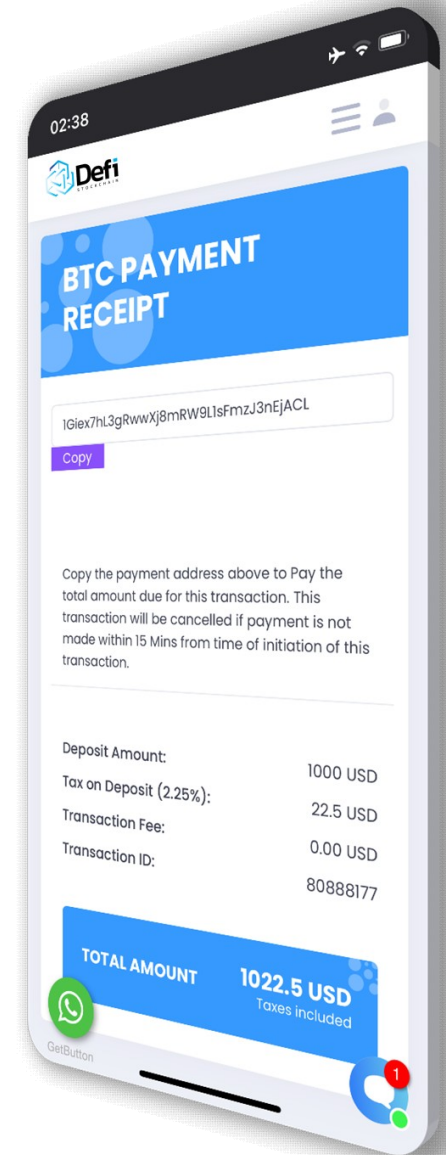 02:38
Defi
STOCKCHAIN
BTC PAYMENT
RECEIPT
1Giex7hL3gRwwXj8mRW9L1sFmzJ3nEjACL
Copy
Copy the payment address above to Pay the
total amount due for this transaction. This
transaction will be cancelled if payment is not
made within 15 Mins from time of initiation of this
transaction.
Deposit Amount: 1000 USD
Tax on Deposit (2.25%): 22.5 USD
Transaction Fee: 0.00 USD
Transaction ID: 80888177
TOTAL AMOUNT 1022.5 USD
Taxes included
GetButton
1